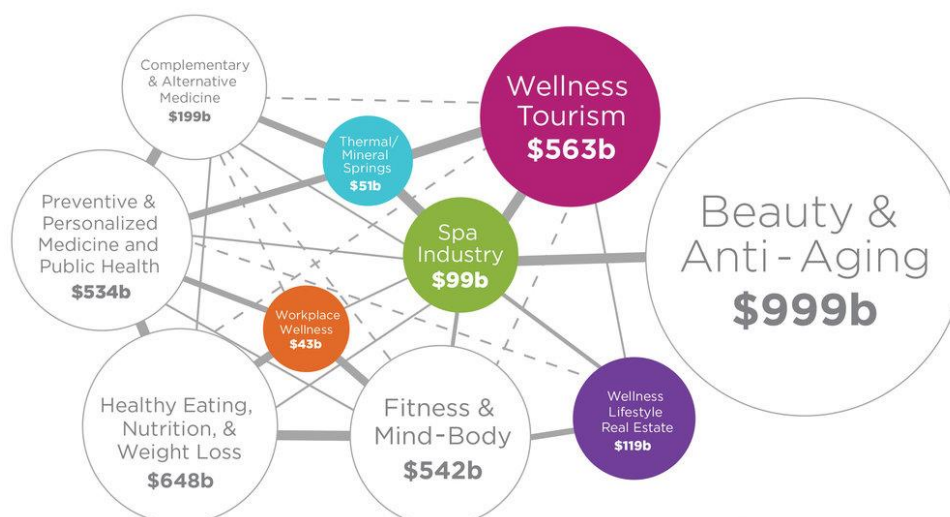 Complementary
& Alternative
Medicine
$199b
Wellness
Tourism
$563b
Thermal/
Mineral
Springs
$51b
Preventive &
Personalized
Medicine and
Public Health
$534b
Spa
Industry
$99b
Beauty &
Anti-Aging
$999b
Workplace
Wellness
$43b
Healthy Eating,
Nutrition, &
Weight Loss
$648b
Fitness &
Mind-Body
$542b
Wellness
Lifestyle
Real Estate
$119b